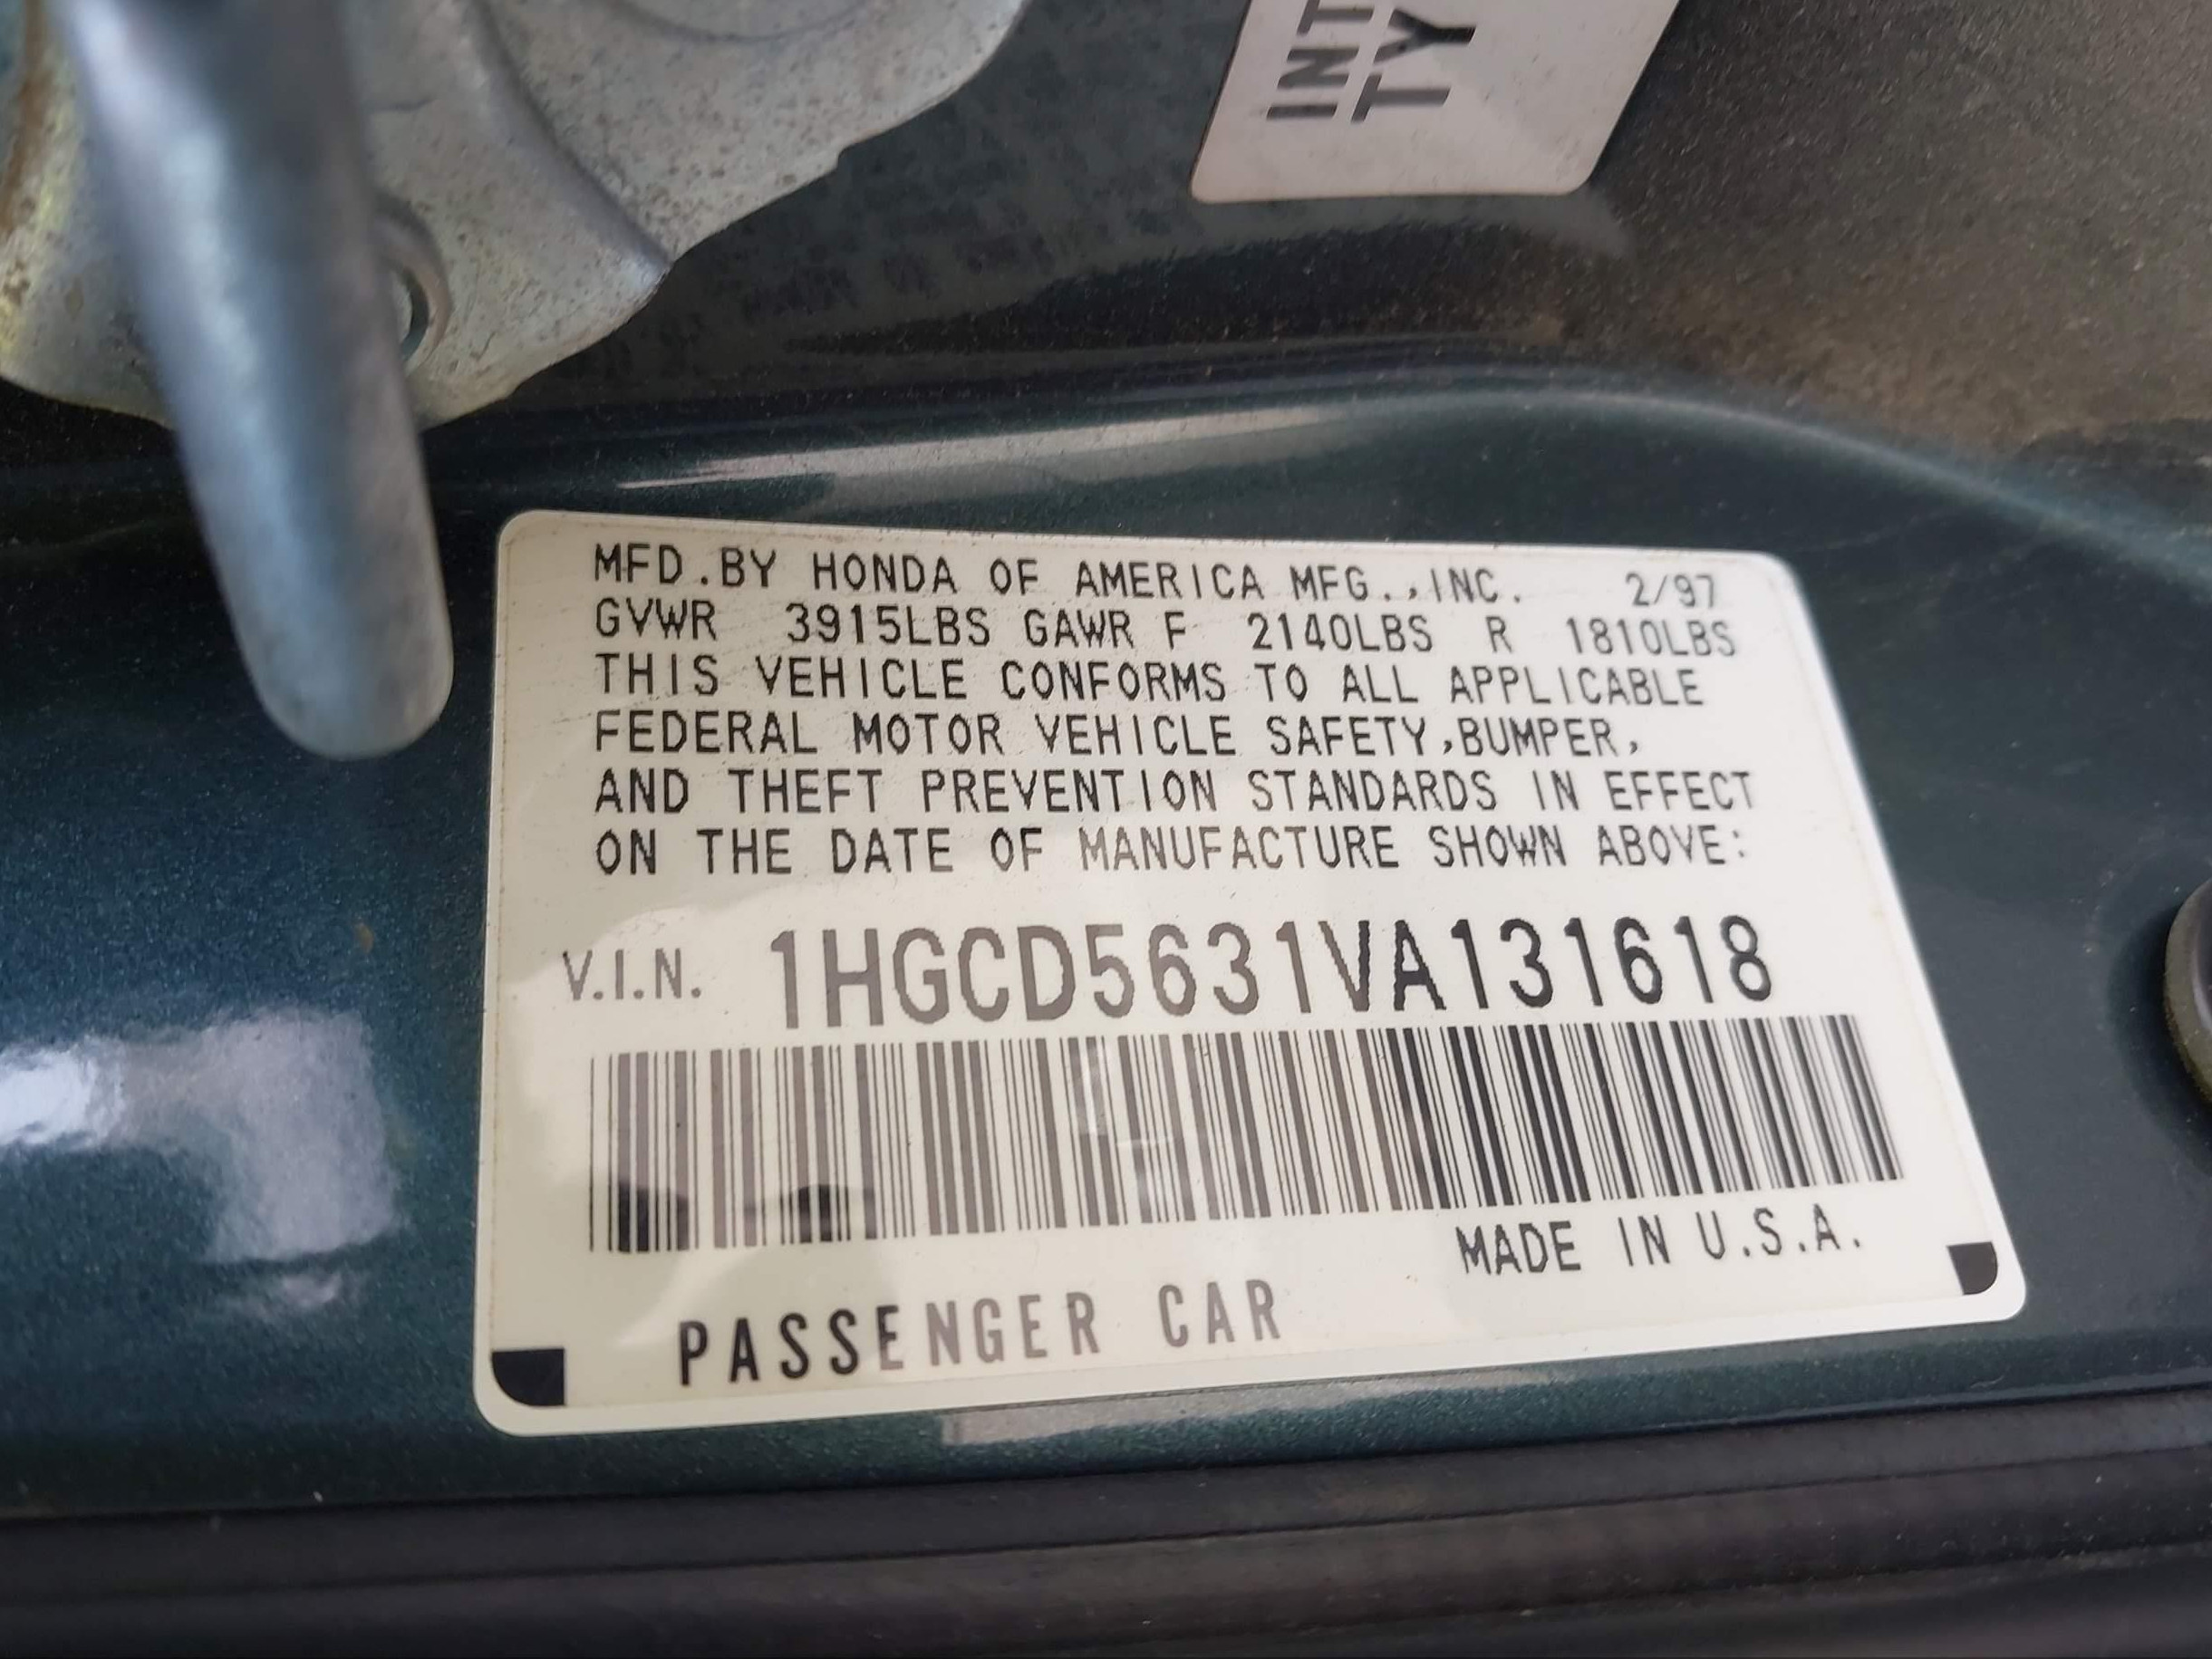 INT
TY
MFD.BY HONDA OF AMERICA MFG.,INC. 2/97
GVWR 3915LBS GAWR F 2140LBS R 1810LBS
THIS VEHICLE CONFORMS TO ALL APPLICABLE
FEDERAL MOTOR VEHICLE SAFETY,BUMPER,
AND THEFT PREVENTION STANDARDS IN EFFECT
ON THE DATE OF MANUFACTURE SHOWN ABOVE:
V.I.N. 1HGCD5631VA131618
MADE IN U.S.A.
PASSENGER CAR